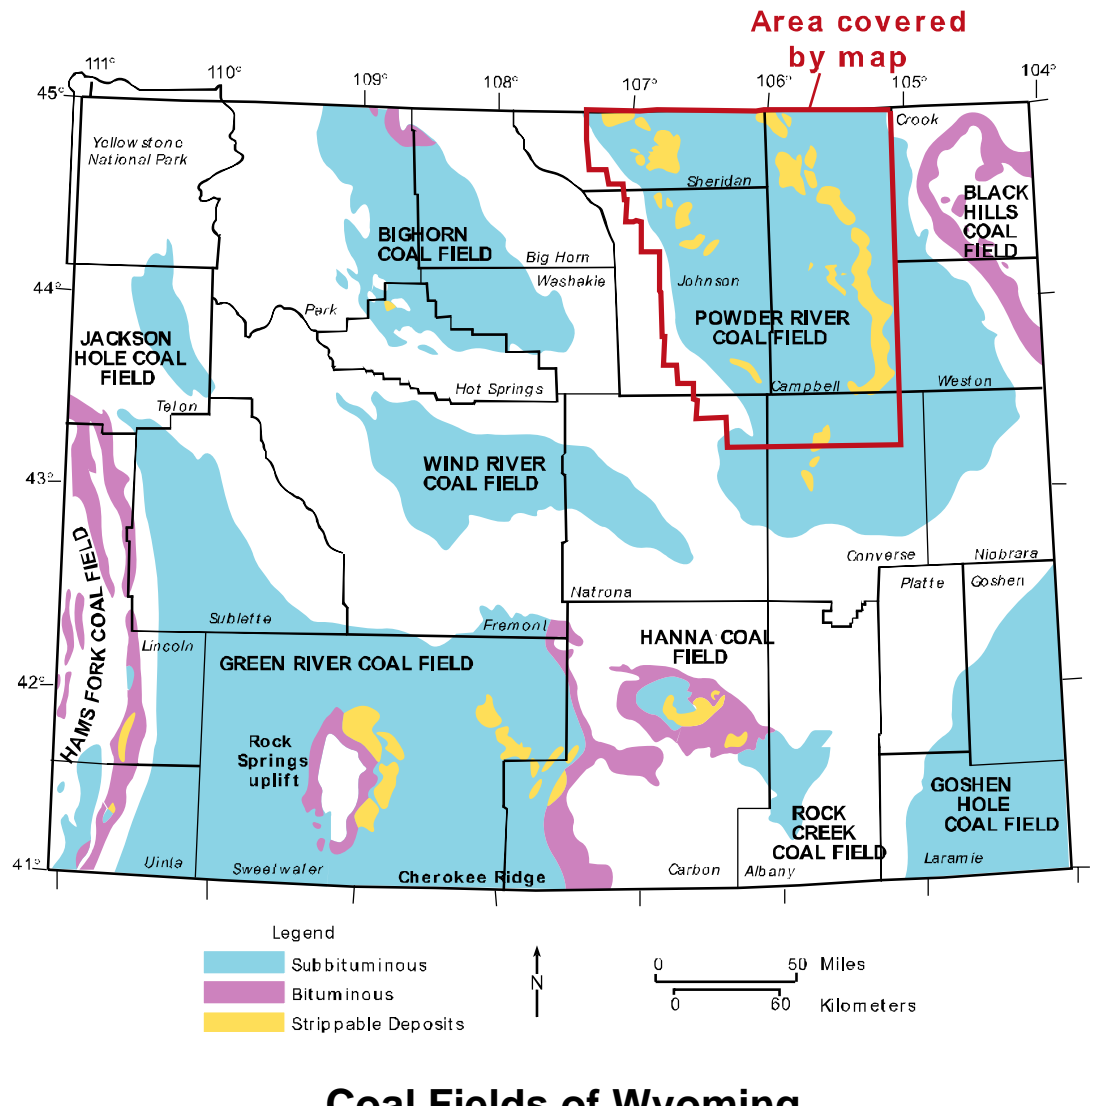 Area covered
by map
111°
110°
109°
108°
107°
106°
105°
104°
45°
Crook
Yellowstone
National Park
Sheridan
BLACK
HILLS
COAL
FIELD
BIGHORN
COAL FIELD
Big Horn
Washakie
Johnson
44°
Park
POWDER RIVER
COAL FIELD
JACKSON
HOLE COAL
FIELD
Hot Springs
Campbell
Weston
Teton
WIND RIVER
COAL FIELD
43°
HAMS FORK COAL FIELD
Converse
Niobrara
Platte
Goshen
Natrona
Sublette
Fremont
Lincoln
HANNA COAL
FIELD
GREEN RIVER COAL FIELD
42°
Rock
Springs
uplift
GOSHEN
HOLE
COAL FIELD
ROCK
CREEK
COAL FIELD
41°
Uinta
Sweetwater
Cherokee Ridge
Carbon
Albany
Laramie
Legend
Subbituminous
Bituminous
Strippable Deposits
N
0 50 Miles
0 60 Kilometers
Coal Fields of Wyoming